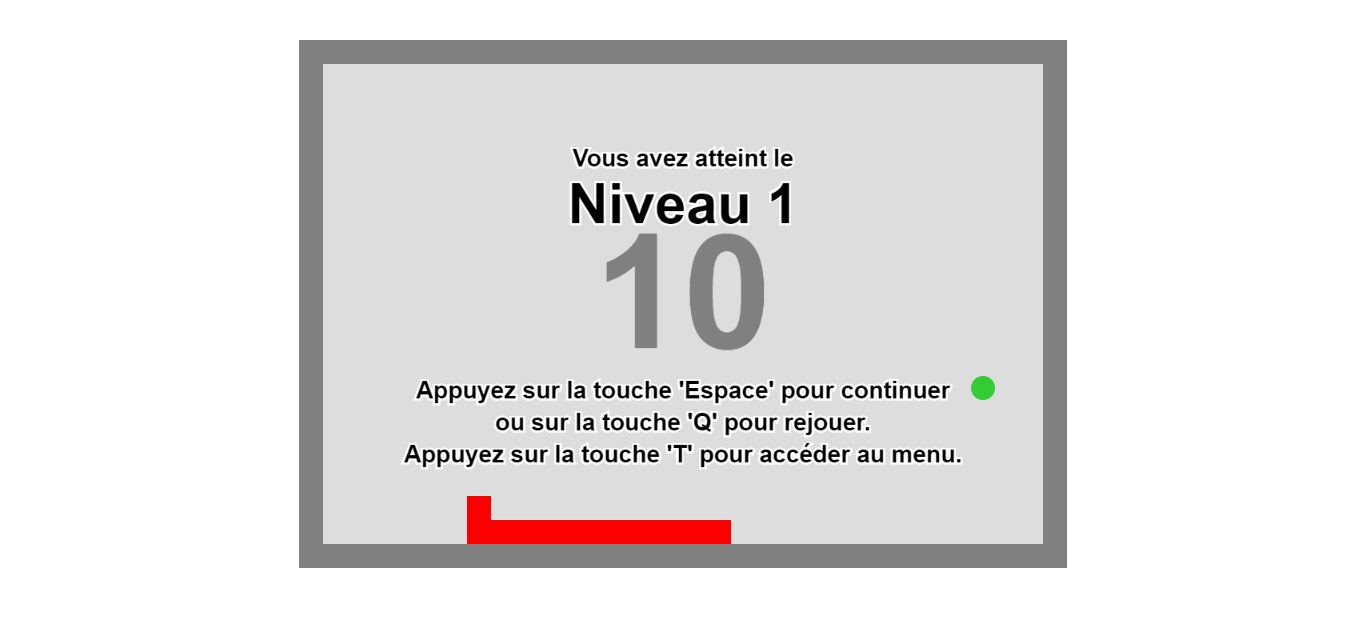 Vous avez atteint le
Niveau 1
10
Appuyez sur la touche 'Espace' pour continuer
ou sur la touche 'Q' pour rejouer.
Appuyez sur la touche 'T' pour accéder au menu.